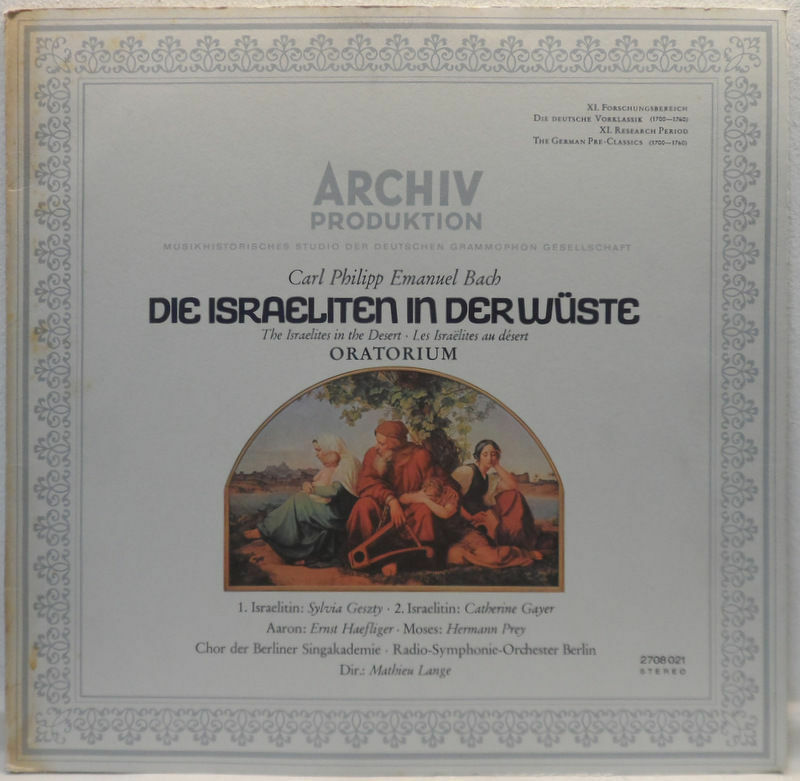 XI. Forschungsbereich
Die deutsche Vorklassik (1700—1760)
XI. Research Period
The German Pre-Classics (1700—1760)
ARCHIV
PRODUKTION
MUSIKHISTORISCHES STUDIO DER DEUTSCHEN GRAMMOPHON GESELLSCHAFT
Carl Philipp Emanuel Bach
DIE ISRAELITEN IN DER WÜSTE
The Israelites in the Desert · Les Israëlites au désert
ORATORIUM
1. Israelitin: Sylvia Geszty · 2. Israelitin: Catherine Gayer
Aaron: Ernst Haefliger · Moses: Hermann Prey
Chor der Berliner Singakademie · Radio-Symphonie-Orchester Berlin
Dir.: Mathieu Lange
2708 021
STEREO